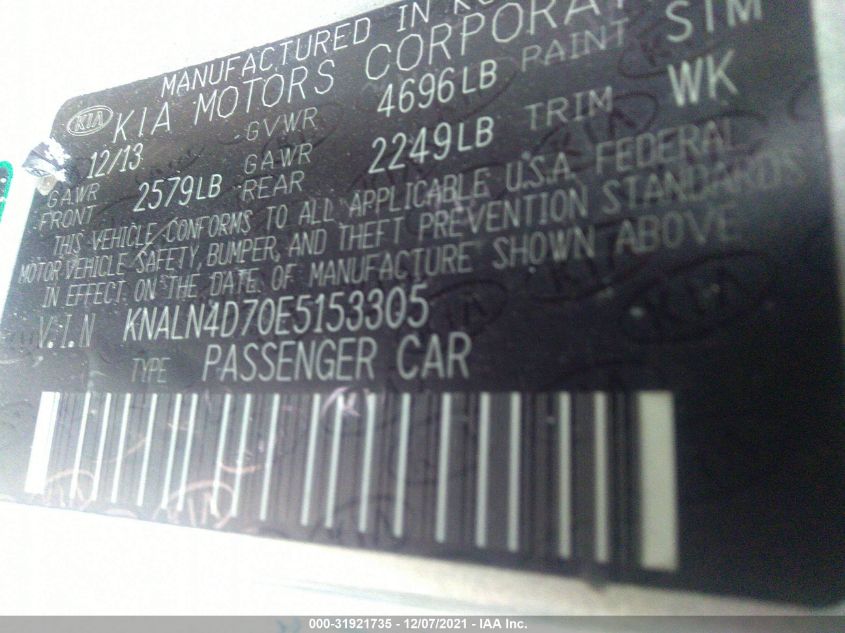 MANUFACTURED IN
KIA KIA MOTORS CORPORAT
12/13 GVWR 4696LB PAINT STM
GAWR FRONT 2579LB GAWR REAR 2249LB TRIM WK
THIS VEHICLE CONFORMS TO ALL APPLICABLE U.S.A. FEDERAL
MOTOR VEHICLE SAFETY, BUMPER, AND THEFT PREVENTION STANDARDS
IN EFFECT ON THE DATE OF MANUFACTURE SHOWN ABOVE
V.I.N KNALN4D70E5153305
TYPE PASSENGER CAR
000-31921735 - 12/07/2021 - IAA Inc.